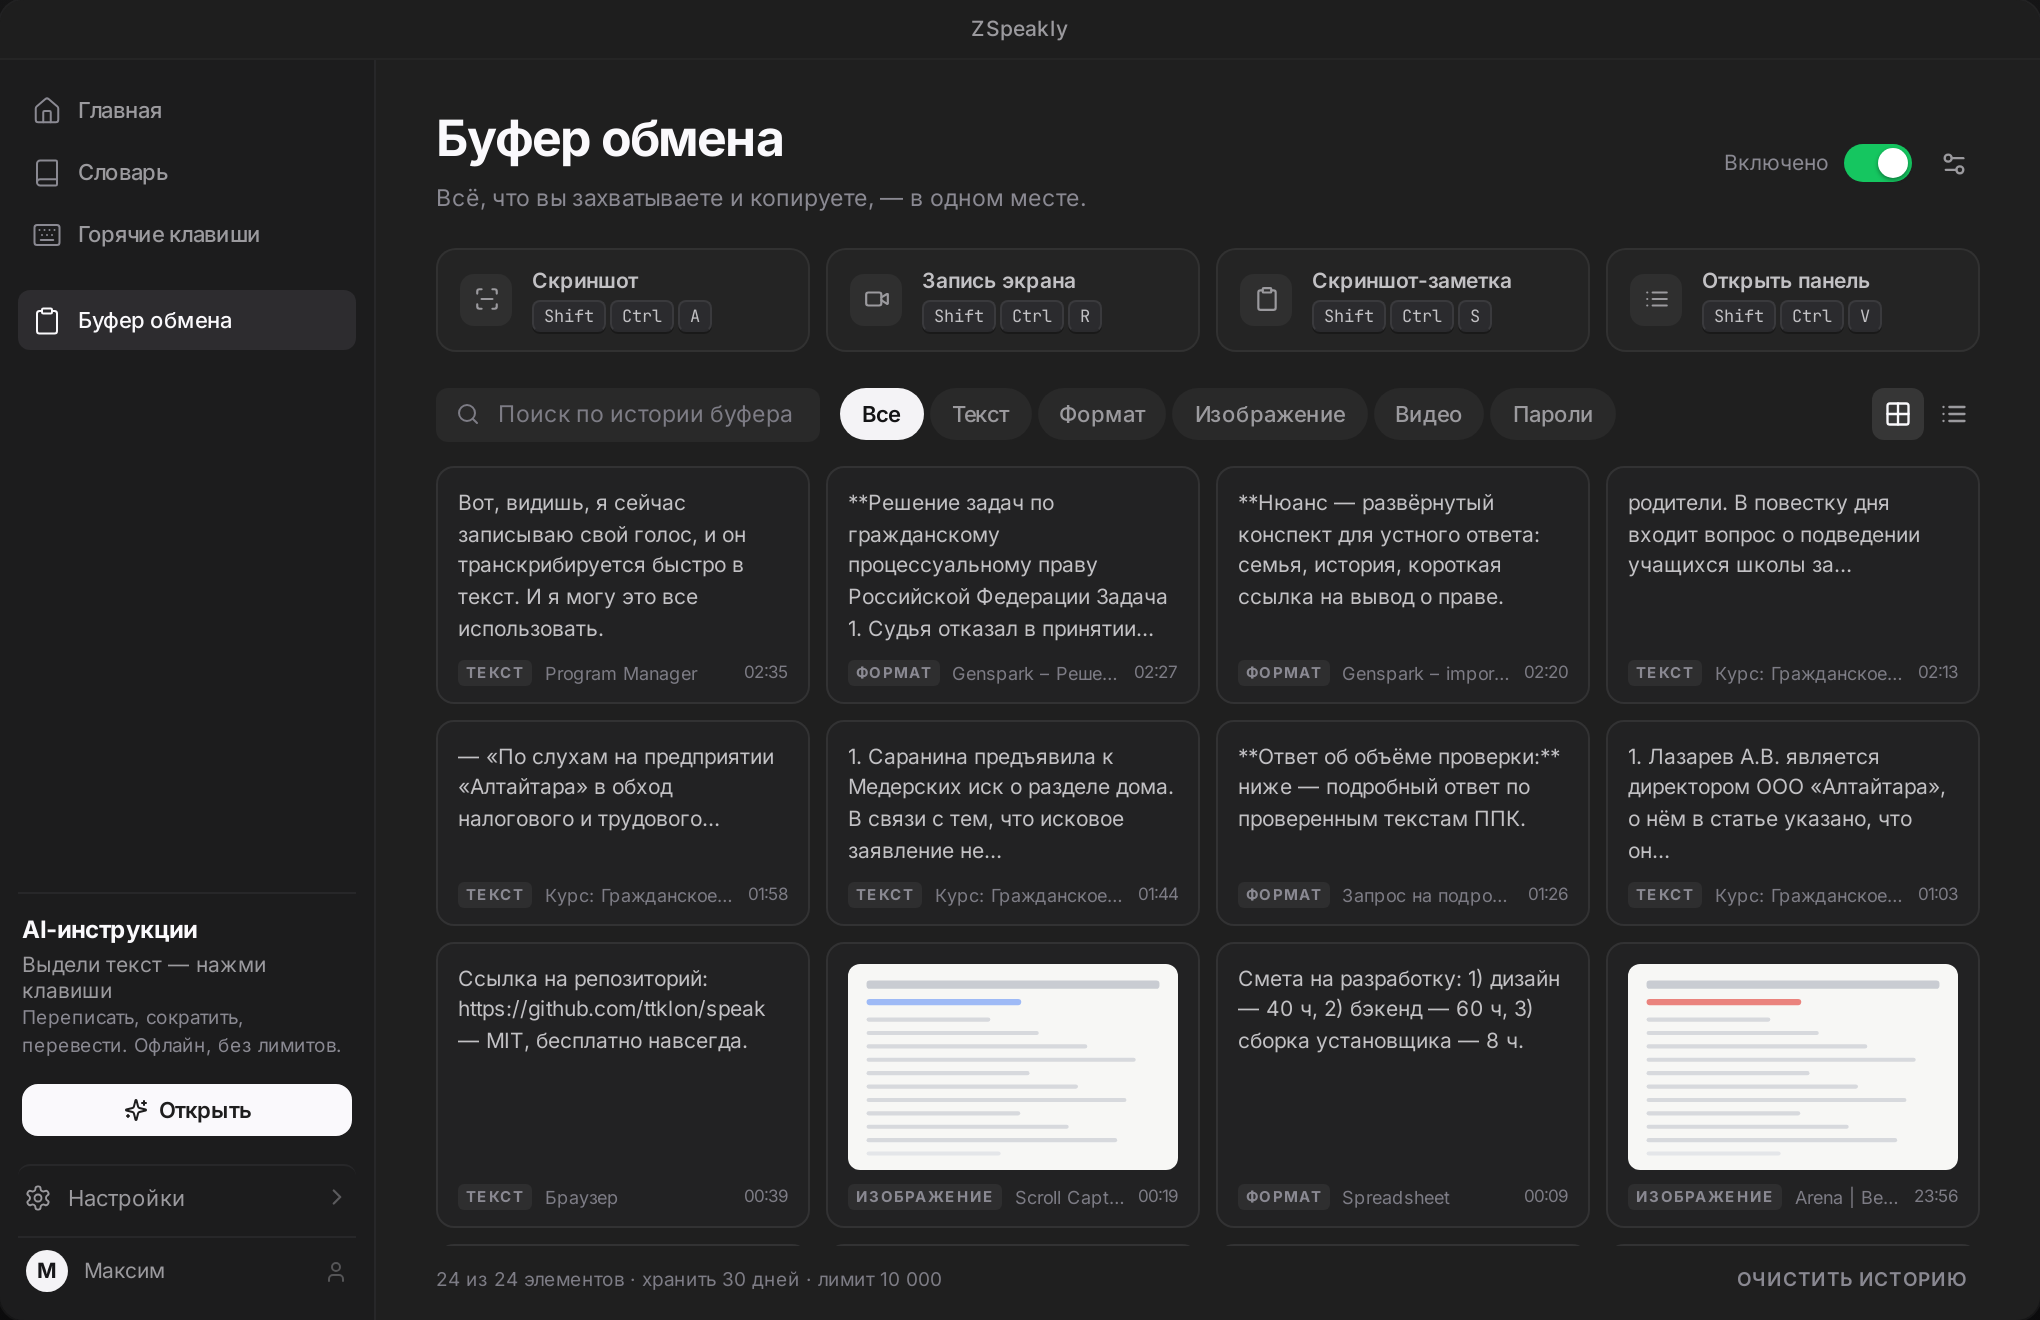 ZSpeakly
Главная
Словарь
Горячие клавиши
Буфер обмена
AI-инструкции
Выдели текст — нажми
клавиши
Переписать, сократить,
перевести. Офлайн, без лимитов.
Открыть
Настройки
М
Максим
Буфер обмена
Всё, что вы захватываете и копируете, — в одном месте.
Включено
Скриншот
Shift Ctrl A
Запись экрана
Shift Ctrl R
Скриншот-заметка
Shift Ctrl S
Открыть панель
Shift Ctrl V
Поиск по истории буфера
Все Текст Формат Изображение Видео Пароли
Вот, видишь, я сейчас
записываю свой голос, и он
транскрибируется быстро в
текст. И я могу это все
использовать.
ТЕКСТ Program Manager 02:35
**Решение задач по
гражданскому
процессуальному праву
Российской Федерации Задача
1. Судья отказал в принятии...
ФОРМАТ Genspark – Реше... 02:27
**Нюанс — развёрнутый
конспект для устного ответа:
семья, история, короткая
ссылка на вывод о праве.
ФОРМАТ Genspark – impor... 02:20
родители. В повестку дня
входит вопрос о подведении
учащихся школы за...
ТЕКСТ Курс: Гражданское... 02:13
— «По слухам на предприятии
«Алтайтара» в обход
налогового и трудового...
ТЕКСТ Курс: Гражданское... 01:58
1. Саранина предъявила к
Медерских иск о разделе дома.
В связи с тем, что исковое
заявление не...
ТЕКСТ Курс: Гражданское... 01:44
**Ответ об объёме проверки:**
ниже — подробный ответ по
проверенным текстам ППК.
ФОРМАТ Запрос на подро... 01:26
1. Лазарев А.В. является
директором ООО «Алтайтара»,
о нём в статье указано, что
он...
ТЕКСТ Курс: Гражданское... 01:03
Ссылка на репозиторий:
https://github.com/ttklon/speak
— MIT, бесплатно навсегда.
ТЕКСТ Браузер 00:39
ИЗОБРАЖЕНИЕ Scroll Capt... 00:19
Смета на разработку: 1) дизайн
— 40 ч, 2) бэкенд — 60 ч, 3)
сборка установщика — 8 ч.
ФОРМАТ Spreadsheet 00:09
ИЗОБРАЖЕНИЕ Arena | Be... 23:56
24 из 24 элементов · хранить 30 дней · лимит 10 000
ОЧИСТИТЬ ИСТОРИЮ